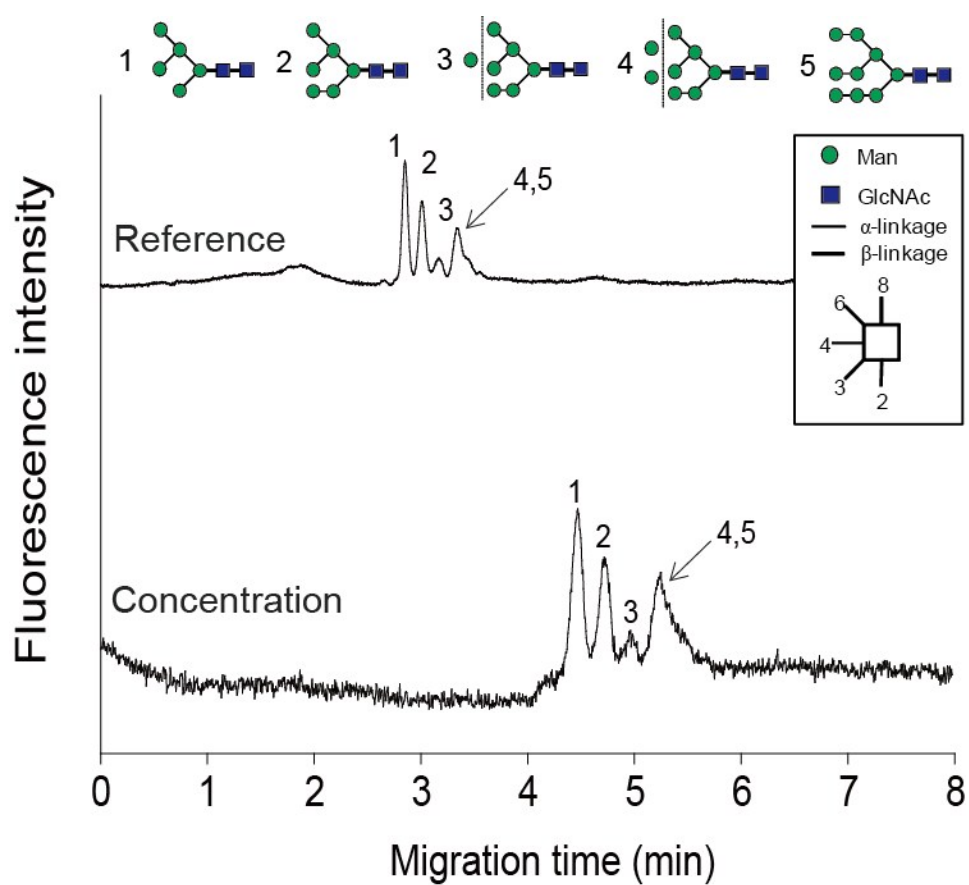 1 2 3 4 5
Man
GlcNAc
α-linkage
β-linkage
8
6
4
3
2
1
2
3
4,5
Reference
1
2
3
4,5
Concentration
Fluorescence intensity
0 1 2 3 4 5 6 7 8
Migration time (min)